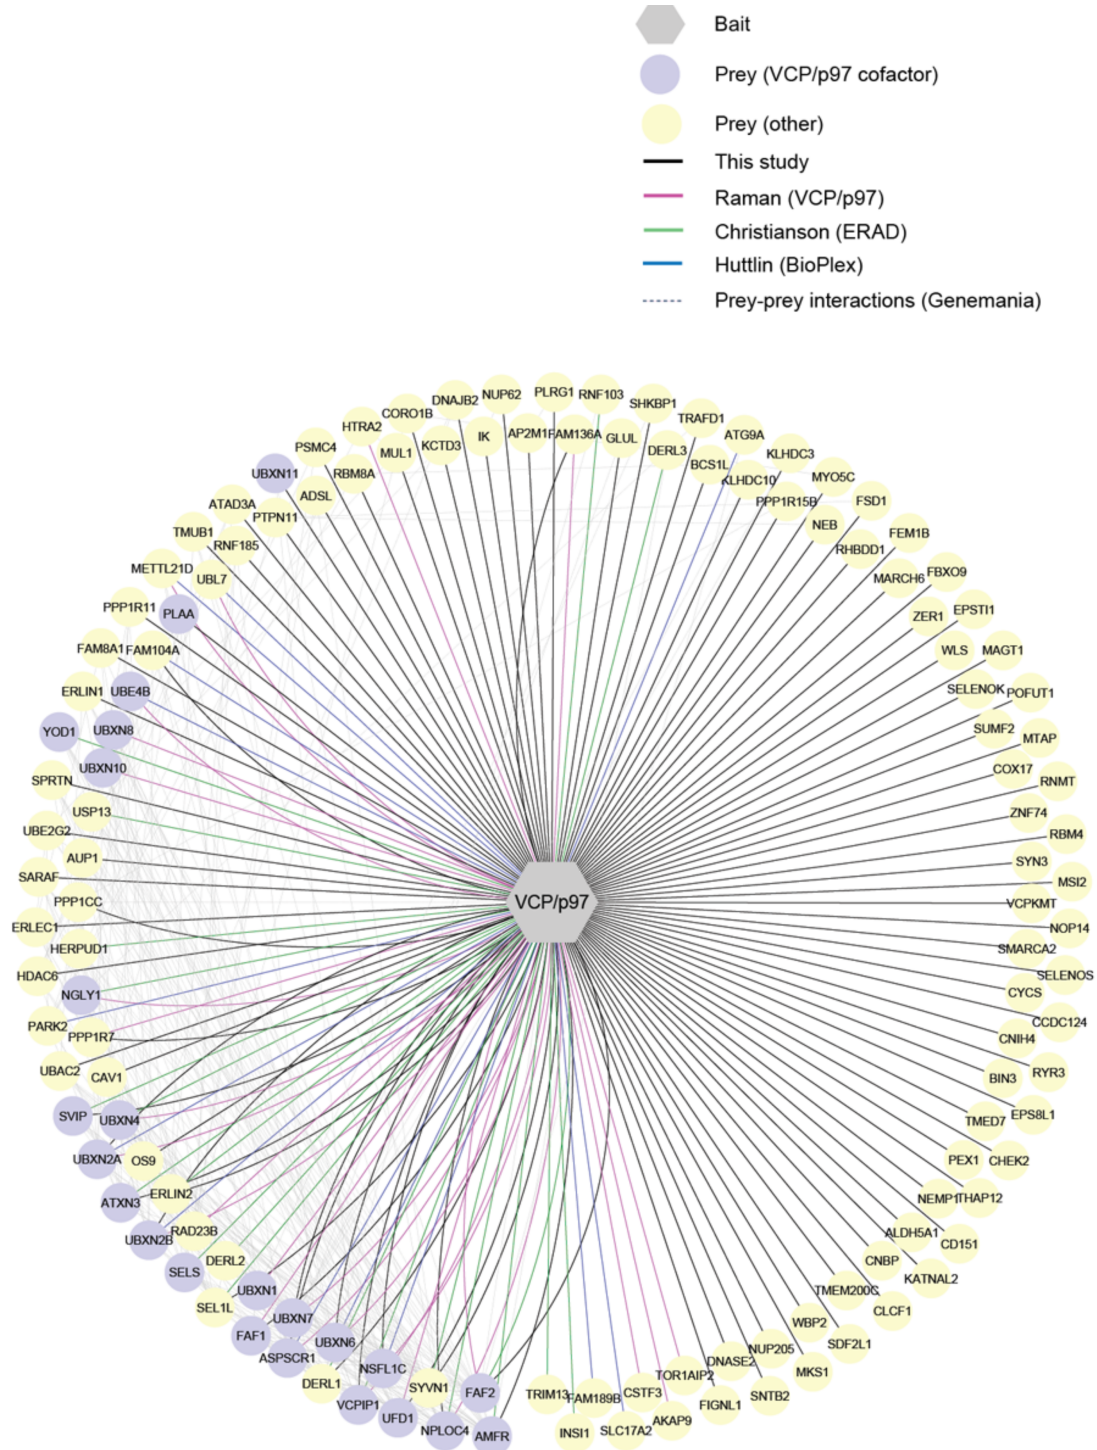 Bait
Prey (VCP/p97 cofactor)
Prey (other)
This study
Raman (VCP/p97)
Christianson (ERAD)
Huttlin (BioPlex)
Prey-prey interactions (Genemania)
PLRG1
RNF103
NUP62
DNAJB2
SHKBP1
CORO1B
TRAFD1
HTRA2
ATG9A
IK
AP2M1
FAM136A
GLUL
KCTD3
DERL3
MUL1
PSMC4
KLHDC3
BCS1L
UBXN11
RBM8A
KLHDC10
MYO5C
ADSL
PPP1R15B
FSD1
ATAD3A
PTPN11
NEB
TMUB1
RNF185
FEM1B
RHBDD1
METTL21D
UBL7
MARCH6
FBXO9
PPP1R11
PLAA
ZER1
EPSTI1
FAM8A1
FAM104A
WLS
MAGT1
ERLIN1
UBE4B
SELENOK
POFUT1
YOD1
UBXN8
SUMF2
MTAP
UBXN10
COX17
SPRTN
RNMT
USP13
ZNF74
UBE2G2
RBM4
AUP1
SYN3
SARAF
MSI2
PPP1CC
VCP/p97
VCPKMT
ERLEC1
NOP14
HERPUD1
SMARCA2
HDAC6
SELENOS
NGLY1
CYCS
PARK2
CCDC124
PPP1R7
CNIH4
UBAC2
CAV1
BIN3
RYR3
SVIP
UBXN4
EPS8L1
TMED7
UBXN2A
OS9
PEX1
CHEK2
ATXN3
ERLIN2
NEMP1
THAP12
UBXN2B
RAD23B
ALDH5A1
CD151
SELS
DERL2
CNBP
KATNAL2
UBXN1
TMEM200C
SEL1L
CLCF1
UBXN7
WBP2
FAF1
UBXN6
SDF2L1
ASPSCR1
NUP205
NSFL1C
DNASE2
MKS1
DERL1
SYVN1
FAF2
TRIM13
FAM189B
CSTF3
TOR1AIP2
SNTB2
VCPIP1
FIGNL1
UFD1
AKAP9
NPLOC4
AMFR
INSI1
SLC17A2